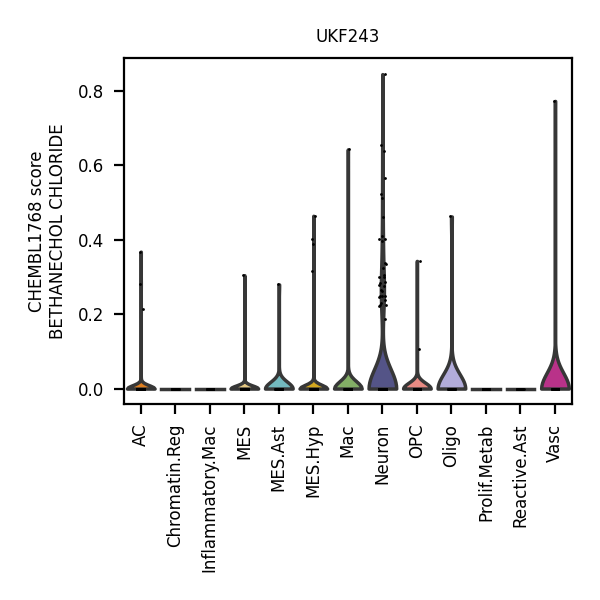 UKF243
CHEMBL1768 score
BETHANECHOL CHLORIDE
0.8
0.6
0.4
0.2
0.0
AC
Chromatin.Reg
Inflammatory.Mac
MES
MES.Ast
MES.Hyp
Mac
Neuron
OPC
Oligo
Prolif.Metab
Reactive.Ast
Vasc